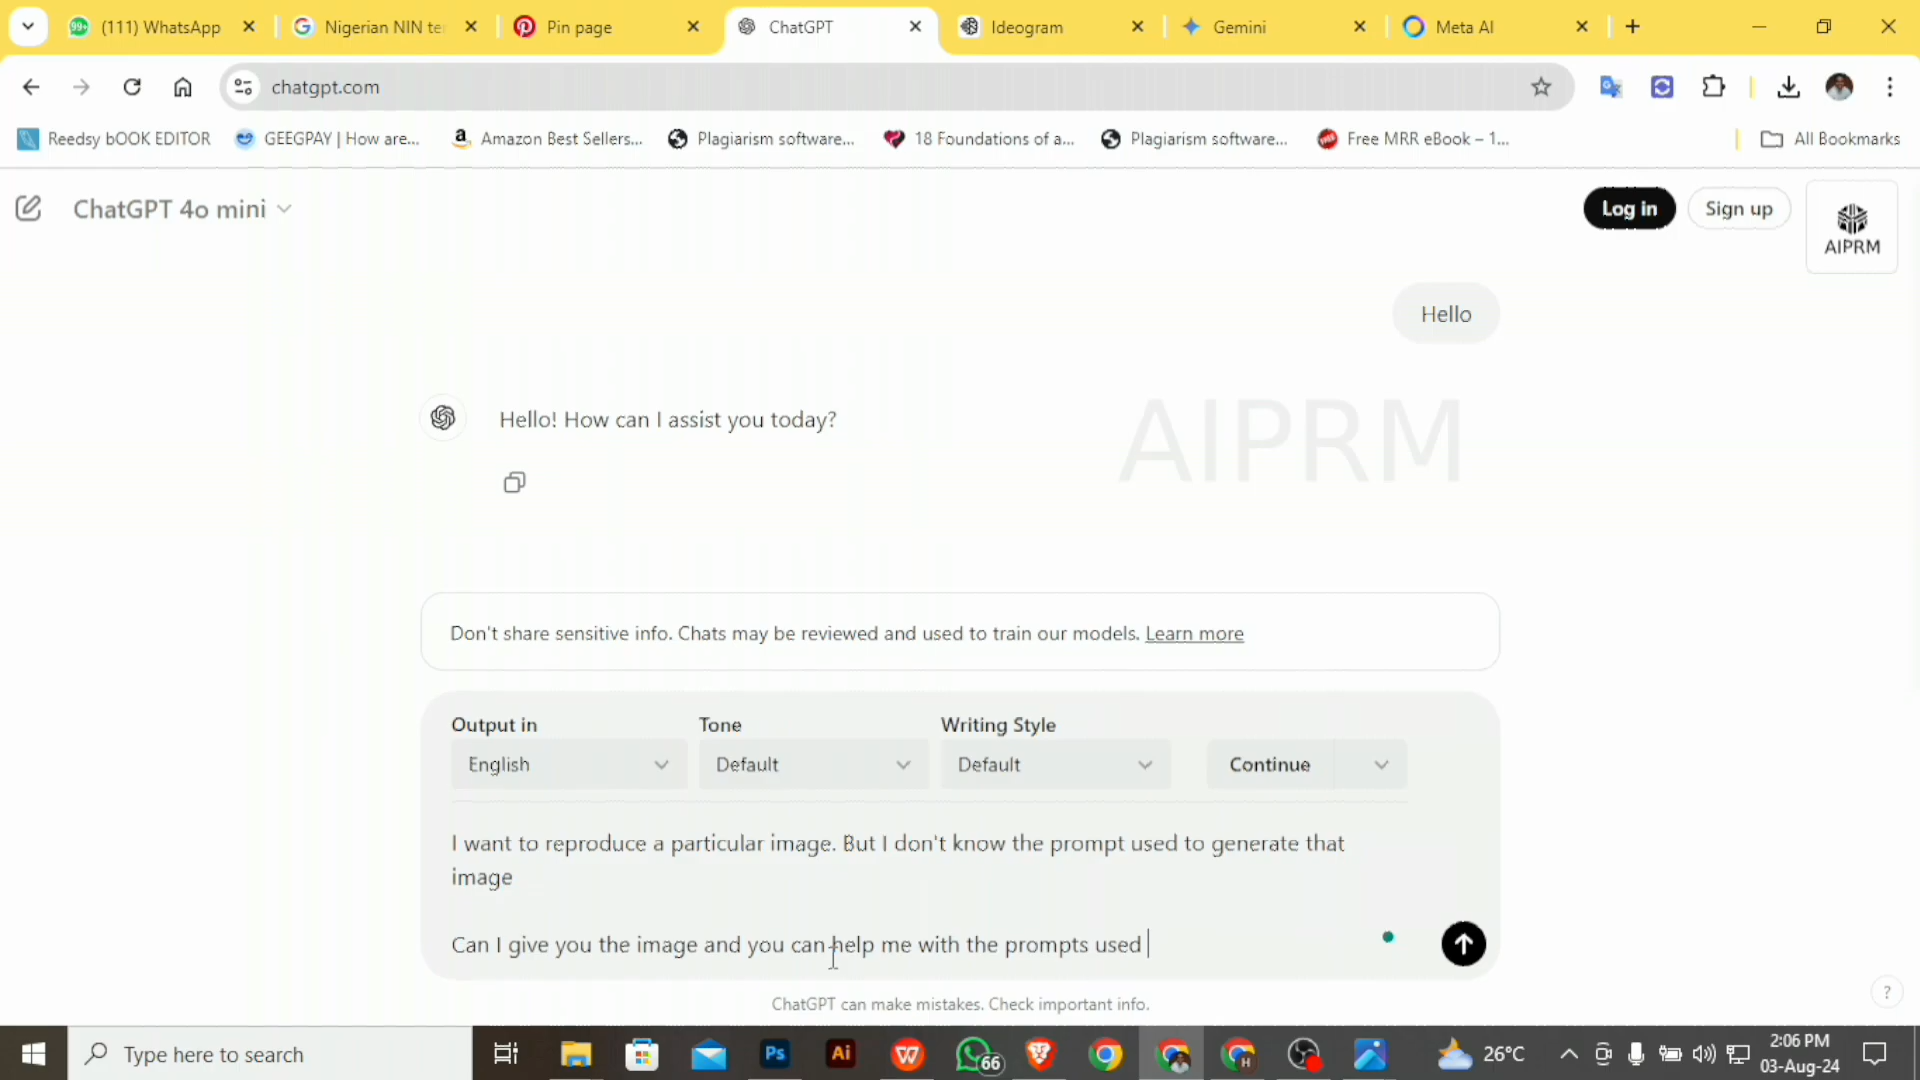 (111) WhatsApp
Nigerian NIN te
Pin page
ChatGPT
Ideogram
Gemini
Meta AI
chatgpt.com
Reedsy bOOK EDITOR
GEEGPAY | How are...
Amazon Best Sellers...
Plagiarism software...
18 Foundations of a...
Plagiarism software...
Free MRR eBook – 1...
All Bookmarks
ChatGPT 4o mini
Log in
Sign up
AIPRM
Hello
Hello! How can I assist you today?
AIPRM
Don't share sensitive info. Chats may be reviewed and used to train our models. Learn more
Output in
Tone
Writing Style
English
Default
Default
Continue
I want to reproduce a particular image. But I don't know the prompt used to generate that
image
Can I give you the image and you can help me with the prompts used
ChatGPT can make mistakes. Check important info.
?
Type here to search
Ps
Ai
66
26°C
2:06 PM
03-Aug-24